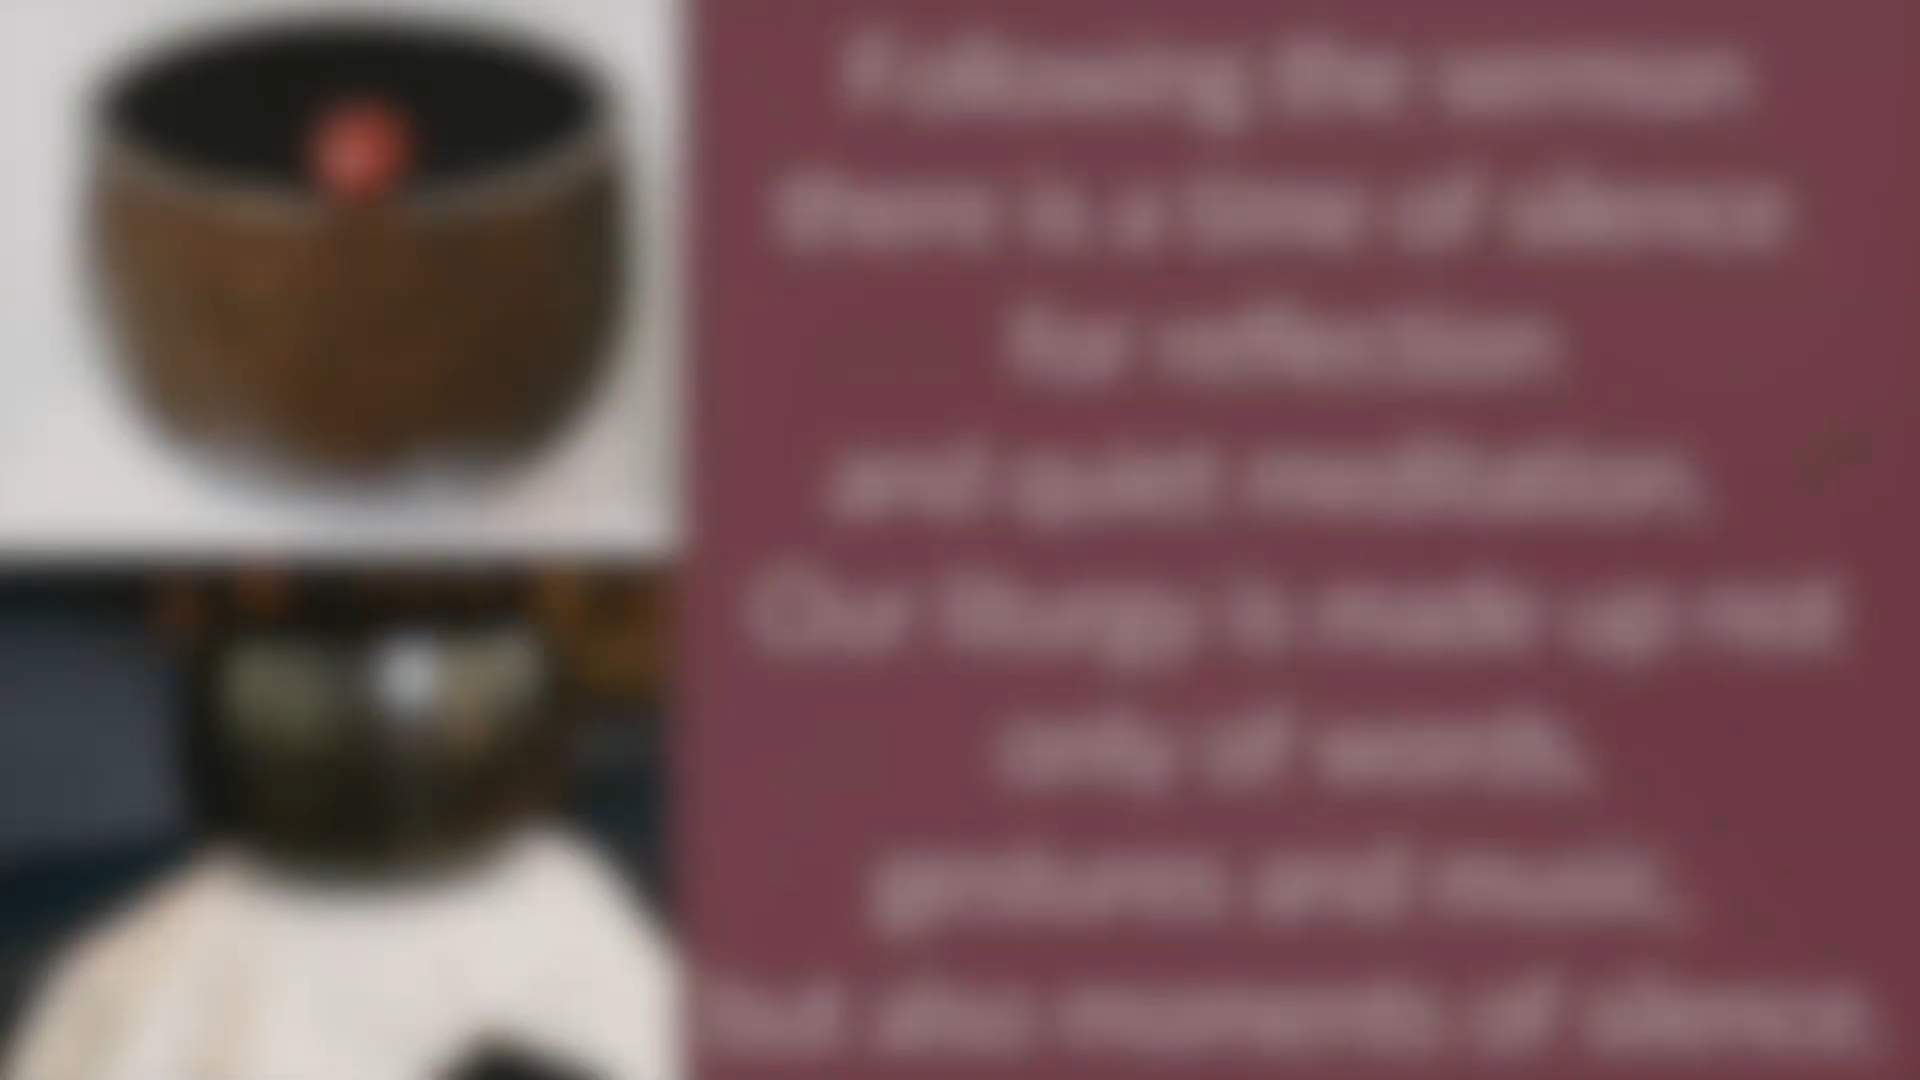 Following the sermon
there is a time of silence
for reflection
and quiet meditation.
Our liturgy is made up not
only of words,
gestures and music,
but also moments of silence.